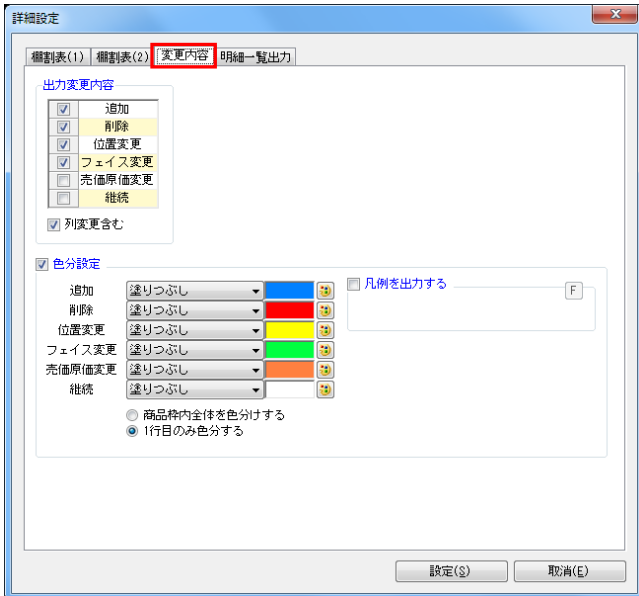 詳細設定
棚割表(1) 棚割表(2) 変更内容 明細一覧出力
出力変更内容
追加
削除
位置変更
フェイス変更
売価原価変更
継続
列変更含む
色分設定
追加 塗りつぶし
削除 塗りつぶし
位置変更 塗りつぶし
フェイス変更 塗りつぶし
売価原価変更 塗りつぶし
継続 塗りつぶし
商品枠内全体を色分けする
1行目のみ色分する
凡例を出力する F
設定(S) 取消(E)